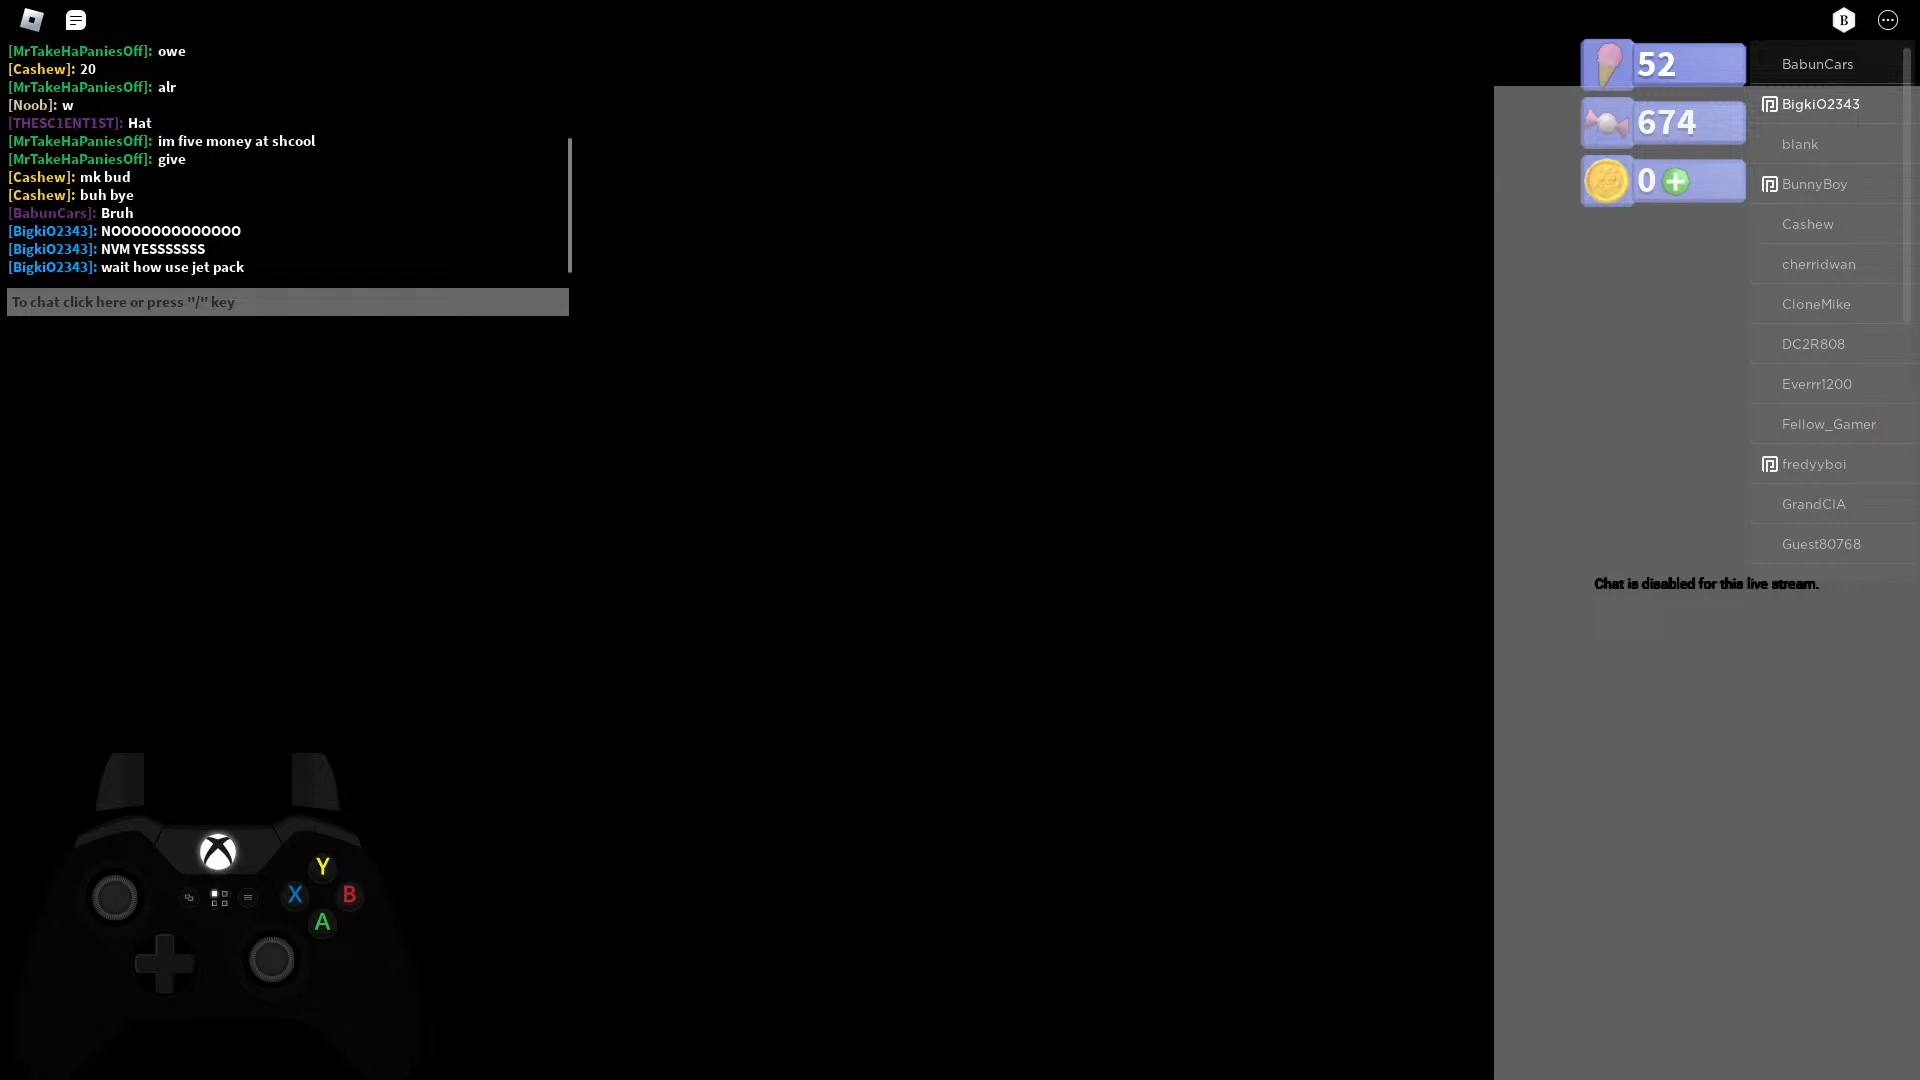 [MrTakeHaPaniesOff]: owe
[Cashew]: 20
[MrTakeHaPaniesOff]: alr
[Noob]: w
[THESC1ENT1ST]: Hat
[MrTakeHaPaniesOff]: im five money at shcool
[MrTakeHaPaniesOff]: give
[Cashew]: mk bud
[Cashew]: buh bye
[BabunCars]: Bruh
[BigkiO2343]: NOOOOOOOOOOOOO
[BigkiO2343]: NVM YESSSSSSS
[BigkiO2343]: wait how use jet pack
To chat click here or press "/" key
B
52
674
0
BabunCars
BigkiO2343
blank
BunnyBoy
Cashew
cherridwan
CloneMike
DC2R808
Everrr1200
Fellow_Gamer
fredyyboi
GrandCIA
Guest80768
Chat is disabled for this live stream.
Y
X B
A